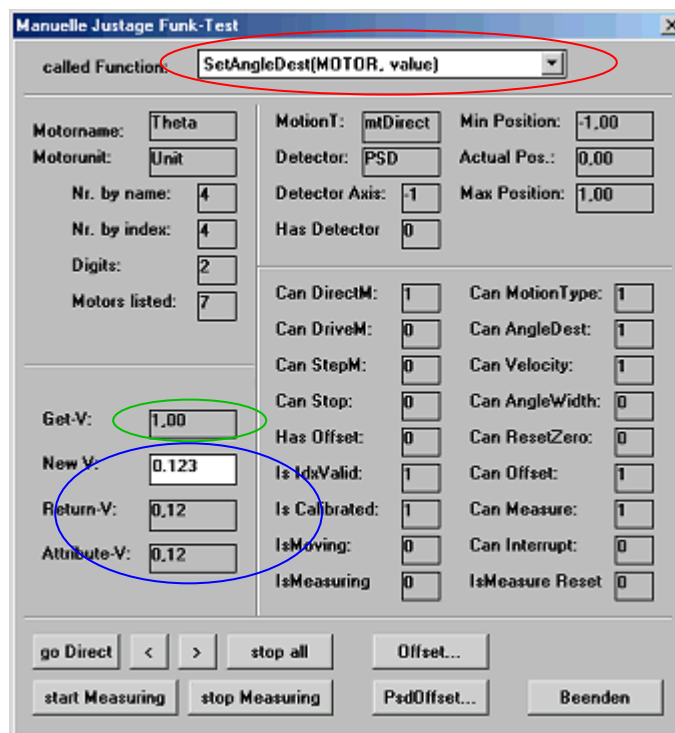 Manuelle Justage Funk-Test
called Function: SetAngleDest(MOTOR, value)
Motorname: Theta
Motorunit: Unit
Nr. by name: 4
Nr. by index: 4
Digits: 2
Motors listed: 7
MotionT: mtDirect
Detector: PSD
Detector Axis: -1
Has Detector 0
Min Position: -1,00
Actual Pos.: 0,00
Max Position: 1,00
Can DirectM: 1
Can DriveM: 0
Can StepM: 0
Can Stop: 0
Has Offset: 0
Is IdxValid: 1
Is Calibrated: 1
IsMoving: 0
IsMeasuring 0
Can MotionType: 1
Can AngleDest: 1
Can Velocity: 1
Can AngleWidth: 0
Can ResetZero: 0
Can Offset: 1
Can Measure: 1
Can Interrupt: 0
IsMeasure Reset 0
Get-V: 1,00
New V: 0.123
Return-V: 0,12
Attribute-V: 0,12
go Direct < > stop all Offset...
start Measuring stop Measuring PsdOffset... Beenden